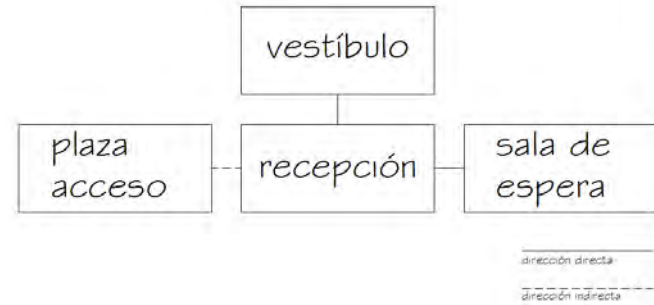 vestíbulo
plaza
acceso
recepción
sala de
espera
dirección directa
dirección indirecta